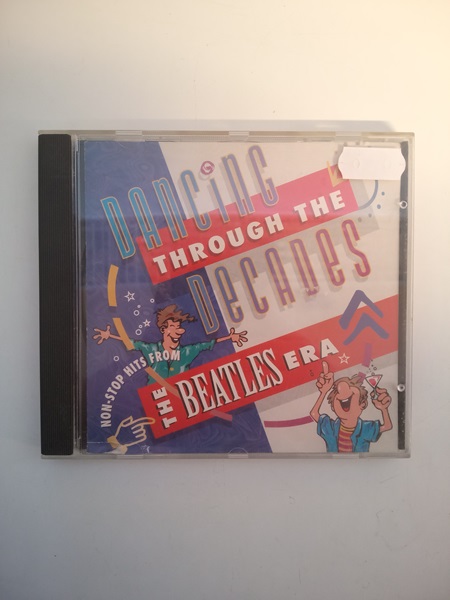 DANCING
THROUGH THE
DECADES
NON-STOP HITS FROM
THE BEATLES ERA